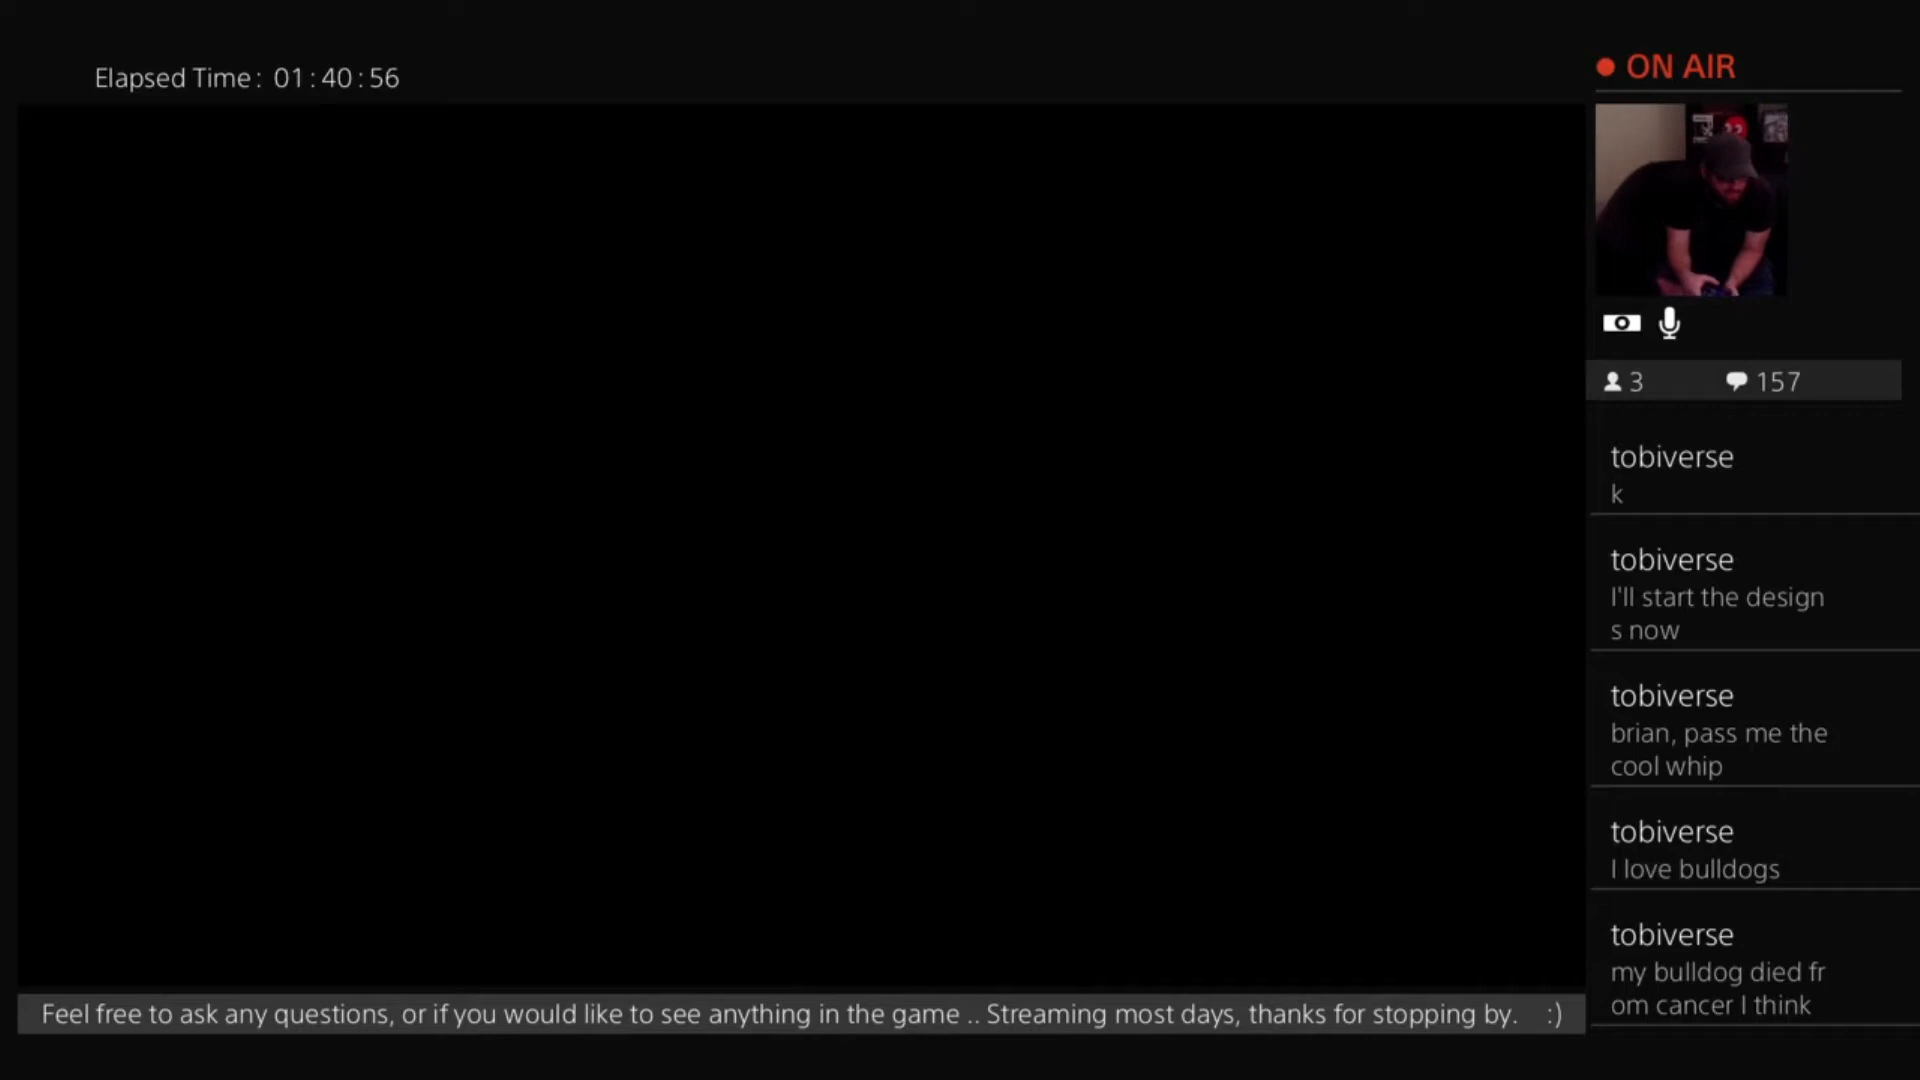 Elapsed Time: 01:40:56
ON AIR
3 157
tobiverse
k
tobiverse
I'll start the design
s now
tobiverse
brian, pass me the
cool whip
tobiverse
I love bulldogs
tobiverse
my bulldog died fr
om cancer I think
Feel free to ask any questions, or if you would like to see anything in the game .. Streaming most days, thanks for stopping by. :)